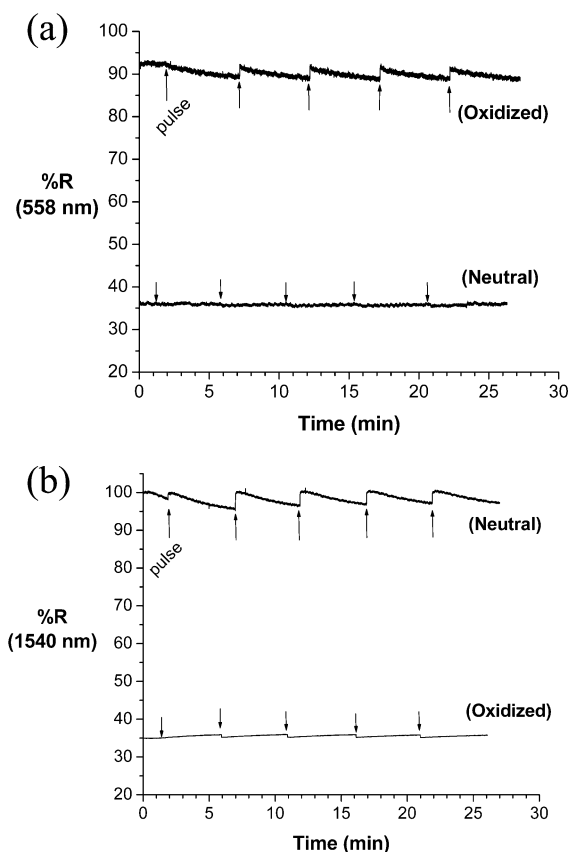 (a)
100
90
80
70
60
50
40
30
20
%R
(558 nm)
pulse
(Oxidized)
(Neutral)
0 5 10 15 20 25 30
Time (min)
(b)
100
90
80
70
60
50
40
30
20
%R
(1540 nm)
pulse
(Neutral)
(Oxidized)
0 5 10 15 20 25 30
Time (min)